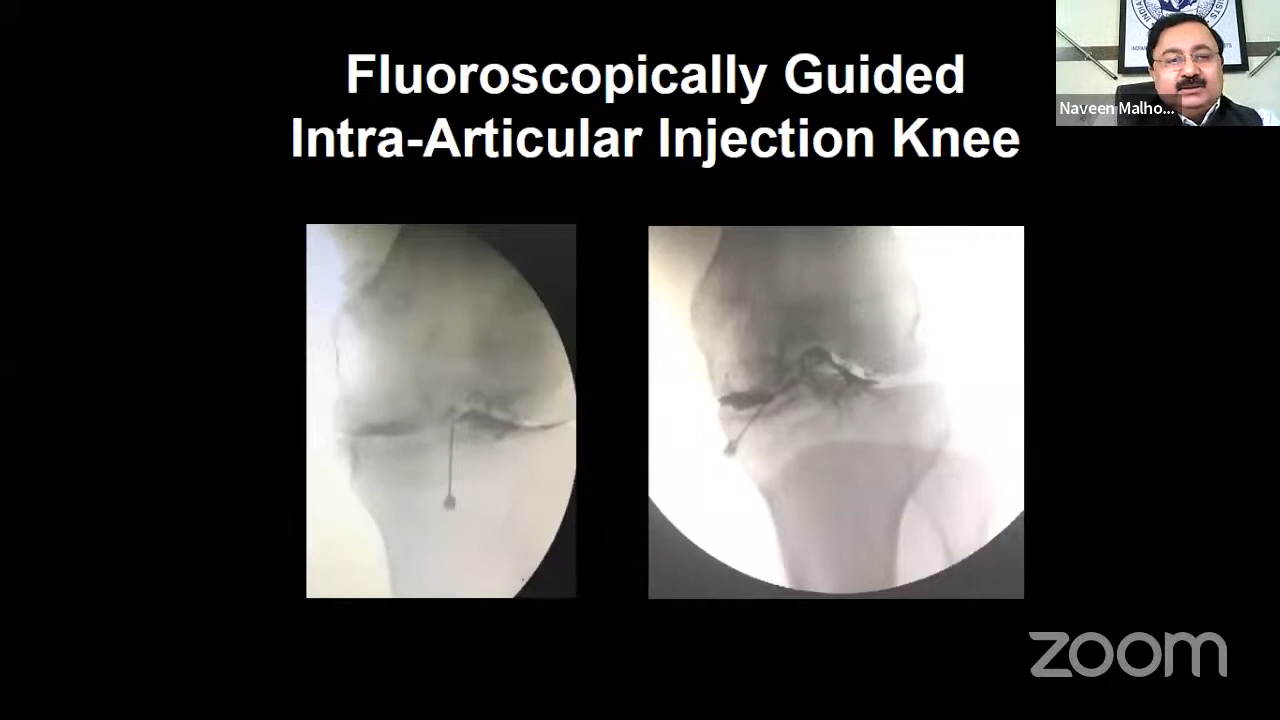 Fluoroscopically Guided
Intra-Articular Injection Knee
Naveen Malho...
zoom